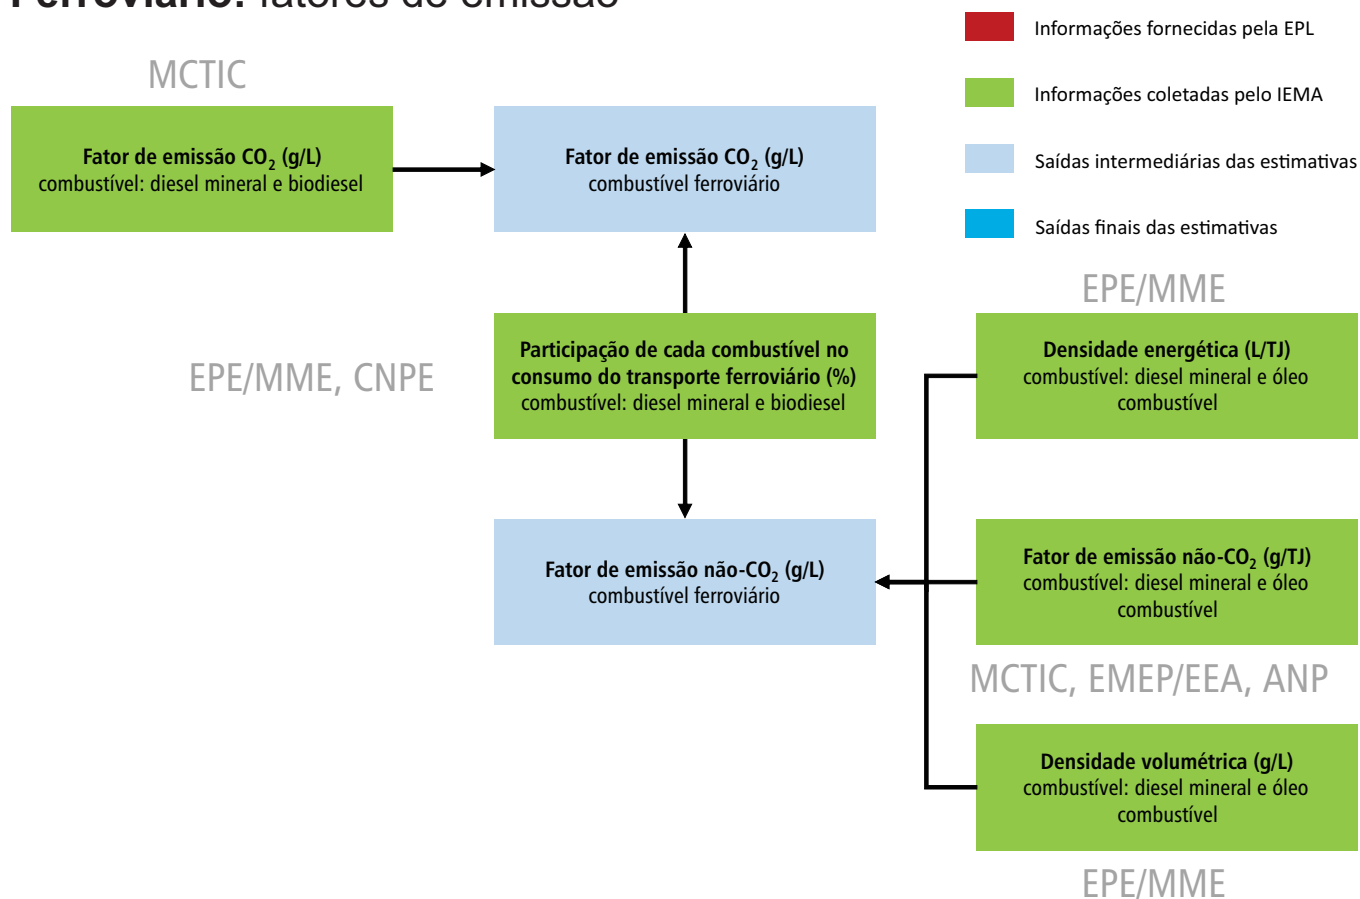 Ferroviário: fatores de emissão
Informações fornecidas pela EPL
Informações coletadas pelo IEMA
Saídas intermediárias das estimativas
Saídas finais das estimativas
MCTIC
Fator de emissão CO₂ (g/L)
combustível: diesel mineral e biodiesel
Fator de emissão CO₂ (g/L)
combustível ferroviário
EPE/MME, CNPE
Participação de cada combustível no
consumo do transporte ferroviário (%)
combustível: diesel mineral e biodiesel
EPE/MME
Densidade energética (L/TJ)
combustível: diesel mineral e óleo
combustível
Fator de emissão não-CO₂ (g/L)
combustível ferroviário
Fator de emissão não-CO₂ (g/TJ)
combustível: diesel mineral e óleo
combustível
MCTIC, EMEP/EEA, ANP
Densidade volumétrica (g/L)
combustível: diesel mineral e óleo
combustível
EPE/MME